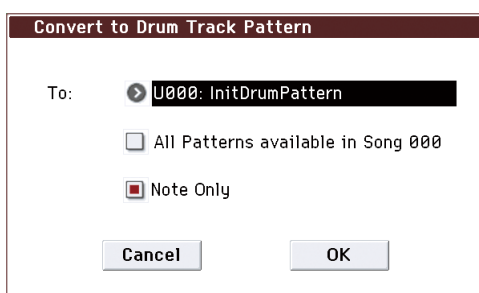 Convert to Drum Track Pattern
To: U000: InitDrumPattern
All Patterns available in Song 000
Note Only
Cancel OK